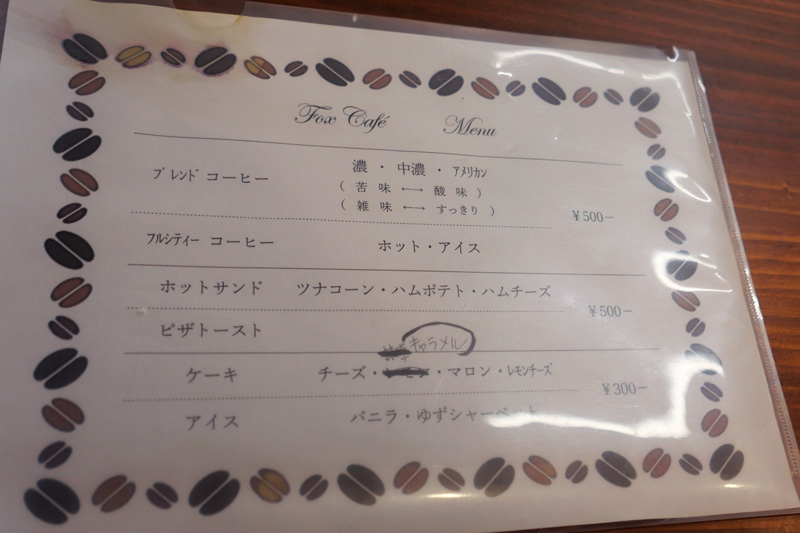 Fox Café Menu
ブレンド コーヒー 濃・中濃・アメリカン
(苦味 ←→ 酸味)
(雑味 ←→ すっきり)
¥500-
フルシティー コーヒー ホット・アイス
ホットサンド ツナコーン・ハムポテト・ハムチーズ
¥500-
ピザトースト
キャラメル
ケーキ チーズ・・マロン・レモンチーズ
¥300-
アイス バニラ・ゆずシャーベット